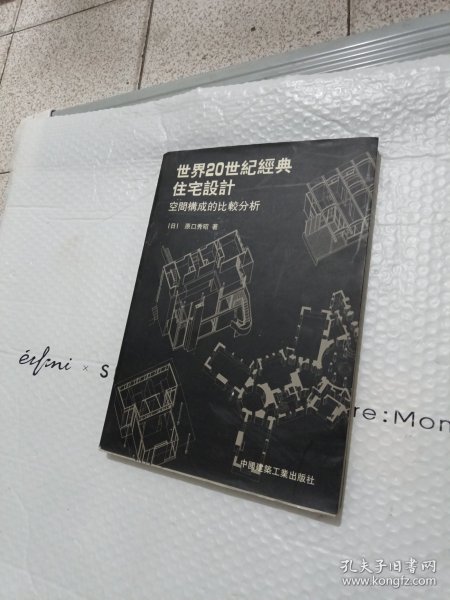 世界20世紀經典
住宅設計
空間構成的比較分析
[日] 原口秀昭 著
中國建築工業出版社
× S
re:Mon
孔夫子旧书网
www.kongfz.com